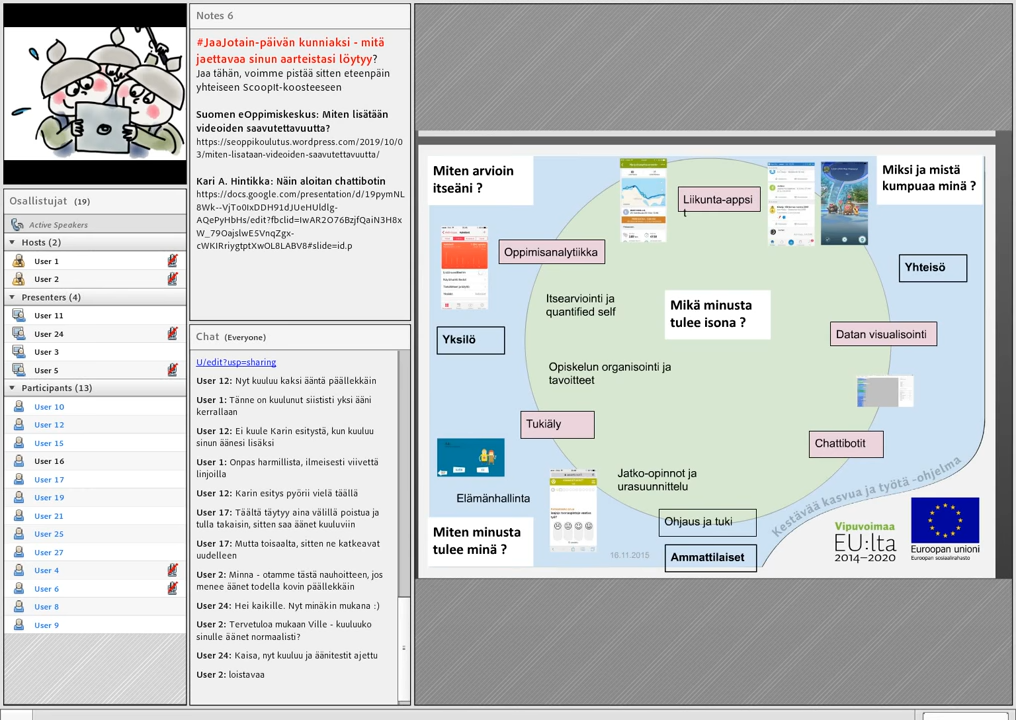 Notes 6
#JaaJotain-päivän kunniaksi - mitä
jaettavaa sinun aarteistasi löytyy?
Jaa tähän, voimme pistää sitten eteenpäin
yhteiseen ScoopIt-koosteeseen
Suomen eOppimiskeskus: Miten lisätään
videoiden saavutettavuutta?
https://seoppikoulutus.wordpress.com/2019/10/0
3/miten-lisataan-videoiden-saavutettavuutta/
Kari A. Hintikka: Näin aloitan chattibotin
https://docs.google.com/presentation/d/19pymNL
8Wk--VjTo0lxDDH91dJUeHUldlg-
AQePyHbHs/edit?fbclid=IwAR2O76BzjfQaiN3H8x
W_79OajslwE5VnqZgx-
cWKIRriygtptXwOL8LABV8#slide=id.p
Osallistujat (19)
Active Speakers
Hosts (2)
User 1
User 2
Presenters (4)
User 11
User 24
User 3
User 5
Participants (13)
User 10
User 12
User 15
User 16
User 17
User 19
User 21
User 25
User 27
User 4
User 6
User 8
User 9
Chat (Everyone)
U/edit?usp=sharing
User 12: Nyt kuuluu kaksi ääntä päällekkäin
User 1: Tänne on kuulunut siististi yksi ääni
kerrallaan
User 12: Ei kuule Karin esitystä, kun kuuluu
sinun äänesi lisäksi
User 1: Onpas harmillista, ilmeisesti viivettä
linjoilla
User 12: Karin esitys pyörii vielä täällä
User 17: Täältä täytyy aina välillä poistua ja
tulla takaisin, sitten saa äänet kuuluviin
User 17: Mutta toisaalta, sitten ne katkeavat
uudelleen
User 2: Minna - otamme tästä nauhoitteen, jos
menee äänet todella kovin päällekkäin
User 24: Hei kaikille. Nyt minäkin mukana :)
User 2: Tervetuloa mukaan Ville - kuuluuko
sinulle äänet normaalisti?
User 24: Kaisa, nyt kuuluu ja äänitestit ajettu
User 2: loistavaa
Miten arvioin
itseäni ?
Liikunta-appsi
t
Miksi ja mistä
kumpuaa minä ?
Oppimisanalytiikka
Yhteisö
Itsearviointi ja
quantified self
Mikä minusta
tulee isona ?
Yksilö
Datan visualisointi
Opiskelun organisointi ja
tavoitteet
Tukiäly
Chattibotit
Jatko-opinnot ja
urasuunnittelu
Elämänhallinta
Kestävää kasvua ja työtä -ohjelma
Ohjaus ja tuki
Miten minusta
tulee minä ?
16.11.2015
Ammattilaiset
Vipuvoimaa
EU:lta
2014–2020
Euroopan unioni
Euroopan sosiaalirahasto